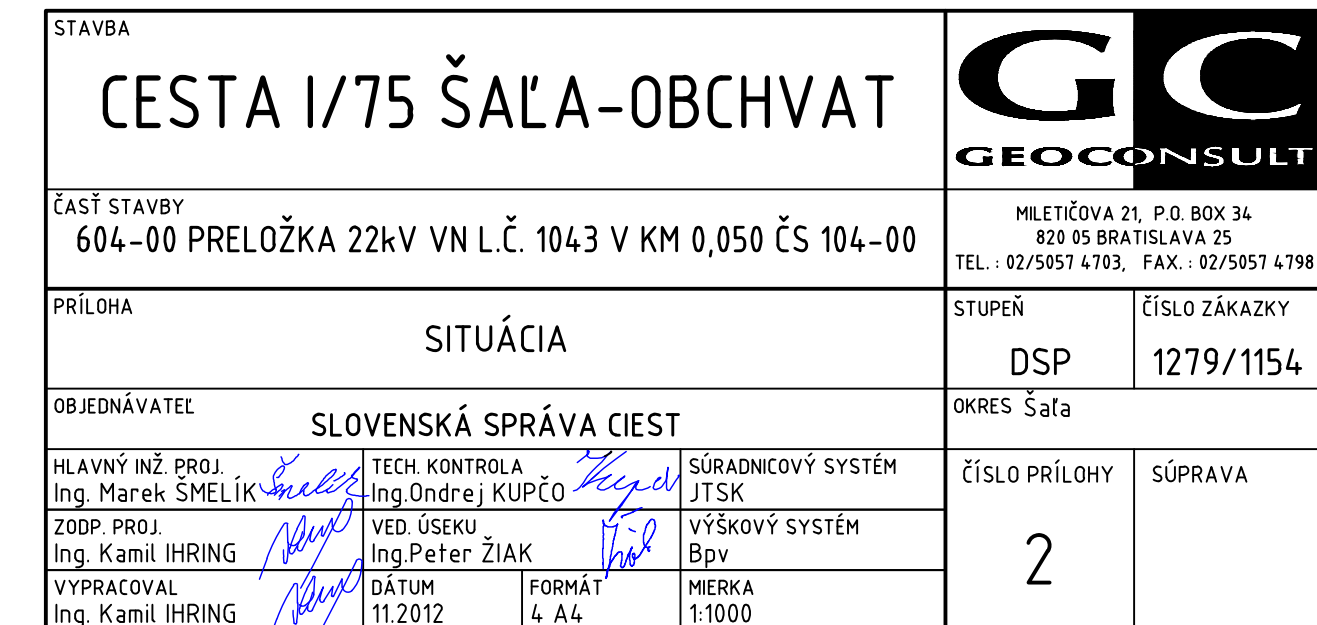 STAVBA
CESTA I/75 ŠAĽA-OBCHVAT
GC
GEOCONSULT
ČASŤ STAVBY
604-00 PRELOŽKA 22kV VN L.Č. 1043 V KM 0,050 ČS 104-00
MILETIČOVA 21, P.O. BOX 34
820 05 BRATISLAVA 25
TEL. : 02/5057 4703, FAX. : 02/5057 4798
PRÍLOHA
SITUÁCIA
STUPEŇ
DSP
ČÍSLO ZÁKAZKY
1279/1154
OBJEDNÁVATEĽ
SLOVENSKÁ SPRÁVA CIEST
OKRES Šaľa
HLAVNÝ INŽ. PROJ.
Ing. Marek ŠMELÍK
TECH. KONTROLA
Ing.Ondrej KUPČO
SÚRADNICOVÝ SYSTÉM
JTSK
ČÍSLO PRÍLOHY
2
SÚPRAVA
ZODP. PROJ.
Ing. Kamil IHRING
VED. ÚSEKU
Ing.Peter ŽIAK
VÝŠKOVÝ SYSTÉM
Bpv
VYPRACOVAL
Ing. Kamil IHRING
DÁTUM
11.2012
FORMÁT
4 A4
MIERKA
1:1000